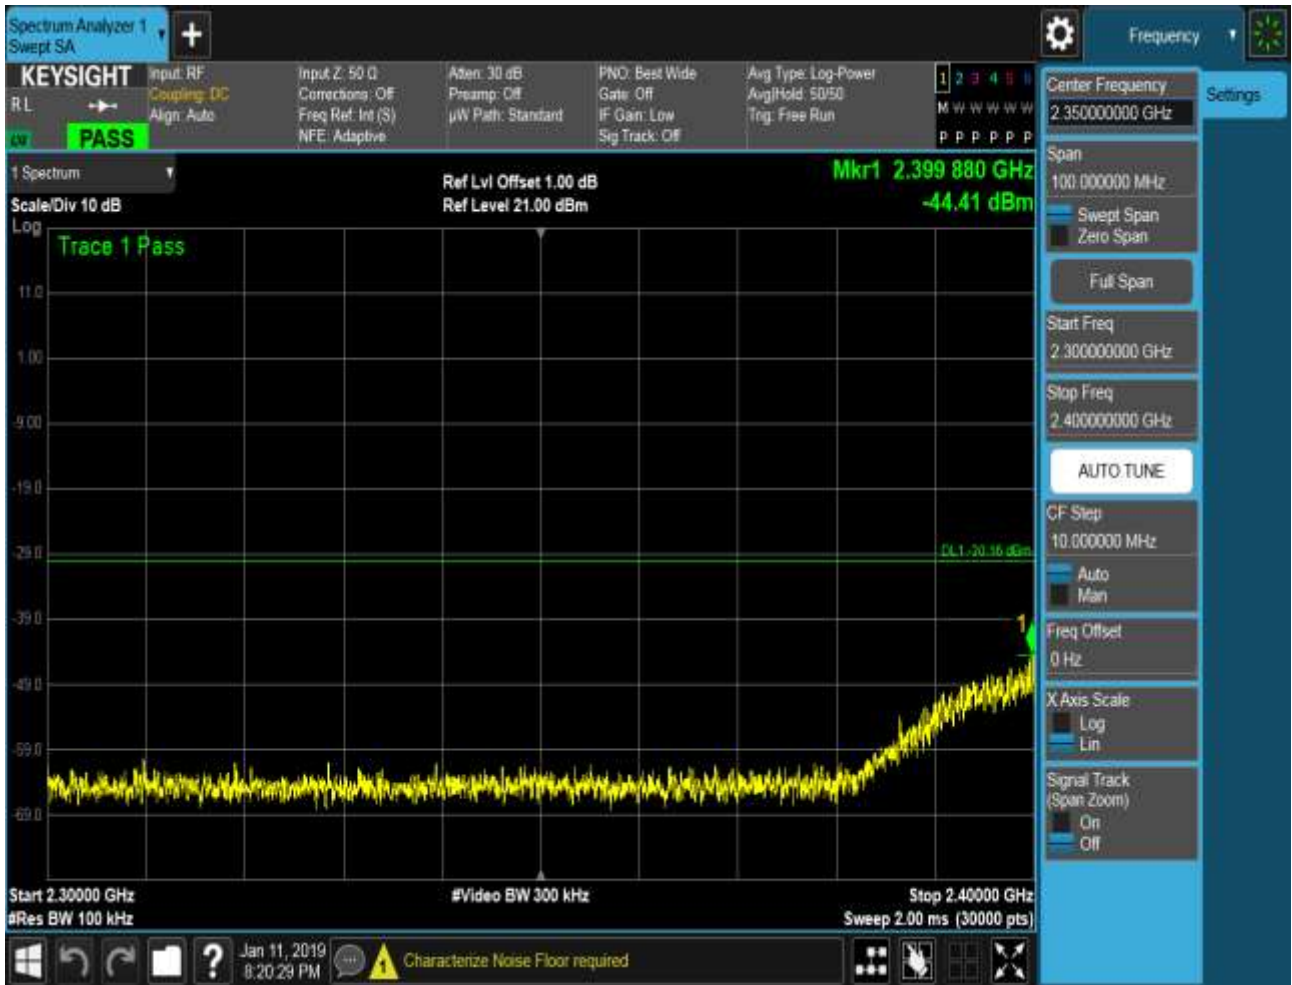 Spectrum Analyzer 1
Swept SA
Frequency
KEYSIGHT
R L
PASS
Input: RF
Coupling: DC
Align: Auto
Input Z: 50 Ω
Corrections: Off
Freq Ref: Int (S)
NFE: Adaptive
Atten: 30 dB
Preamp: Off
µW Path: Standard
PNO: Best Wide
Gate: Off
IF Gain: Low
Sig Track: Off
Avg Type: Log-Power
Avg|Hold: 50/50
Trig: Free Run
1 2 3 4 5 6
M W W W W W
P P P P P P
1 Spectrum
Scale/Div 10 dB
Ref Lvl Offset 1.00 dB
Ref Level 21.00 dBm
Mkr1 2.399 880 GHz
-44.41 dBm
Log
Trace 1 Pass
11.0
1.00
-9.00
-19.0
-29.0
-39.0
-49.0
-59.0
-69.0
1
Start 2.30000 GHz
#Res BW 100 kHz
#Video BW 300 kHz
Stop 2.40000 GHz
Sweep 2.00 ms (30000 pts)
Jan 11, 2019
8:20:29 PM
Characterize Noise Floor required
Center Frequency
2.350000000 GHz
Settings
Span
100.000000 MHz
Swept Span
Zero Span
Full Span
Start Freq
2.300000000 GHz
Stop Freq
2.400000000 GHz
AUTO TUNE
CF Step
10.000000 MHz
Auto
Man
Freq Offset
0 Hz
X Axis Scale
Log
Lin
Signal Track
(Span Zoom)
On
Off